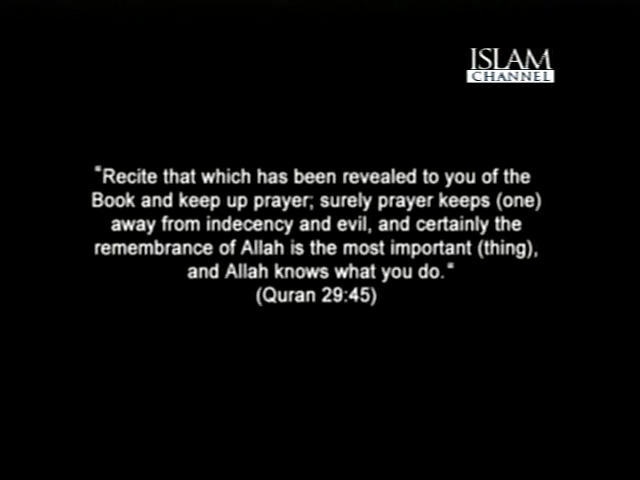 ISLAM
CHANNEL
"Recite that which has been revealed to you of the
Book and keep up prayer; surely prayer keeps (one)
away from indecency and evil, and certainly the
remembrance of Allah is the most important (thing),
and Allah knows what you do."
(Quran 29:45)